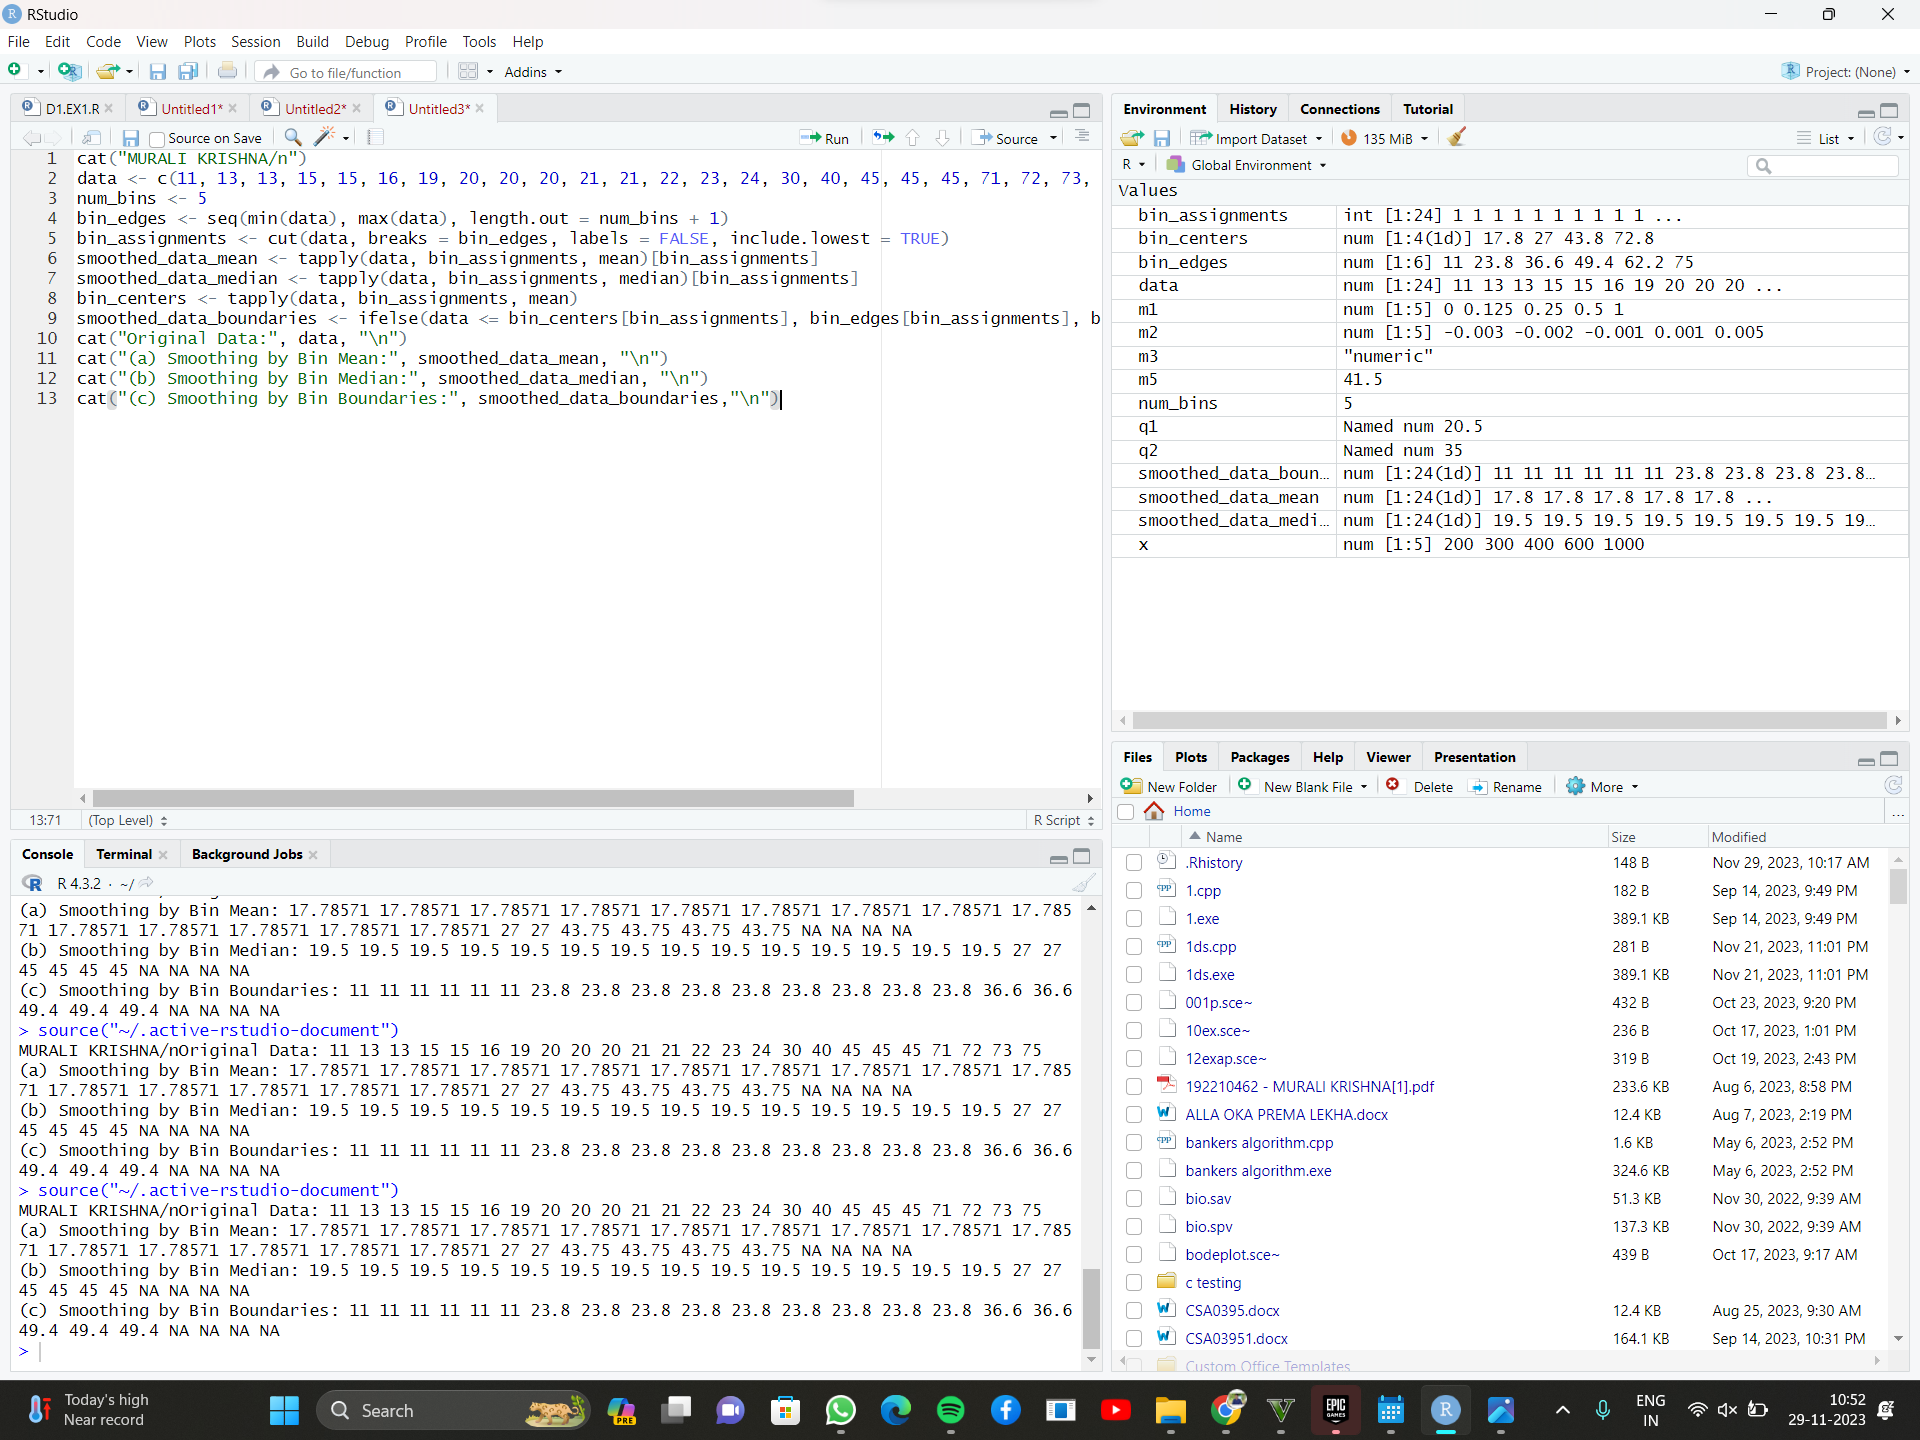 RStudio
File Edit Code View Plots Session Build Debug Profile Tools Help
Go to file/function Addins Project: (None)
D1.EX1.R Untitled1* Untitled2* Untitled3*
Source on Save Run Source
1 cat("MURALI KRISHNA/n")
2 data <- c(11, 13, 13, 15, 15, 16, 19, 20, 20, 20, 21, 21, 22, 23, 24, 30, 40, 45, 45, 45, 71, 72, 73,
3 num_bins <- 5
4 bin_edges <- seq(min(data), max(data), length.out = num_bins + 1)
5 bin_assignments <- cut(data, breaks = bin_edges, labels = FALSE, include.lowest = TRUE)
6 smoothed_data_mean <- tapply(data, bin_assignments, mean)[bin_assignments]
7 smoothed_data_median <- tapply(data, bin_assignments, median)[bin_assignments]
8 bin_centers <- tapply(data, bin_assignments, mean)
9 smoothed_data_boundaries <- ifelse(data <= bin_centers[bin_assignments], bin_edges[bin_assignments], b
10 cat("Original Data:", data, "\n")
11 cat("(a) Smoothing by Bin Mean:", smoothed_data_mean, "\n")
12 cat("(b) Smoothing by Bin Median:", smoothed_data_median, "\n")
13 cat("(c) Smoothing by Bin Boundaries:", smoothed_data_boundaries,"\n")
13:71 (Top Level) R Script
Console Terminal Background Jobs
R 4.3.2 · ~/
(a) Smoothing by Bin Mean: 17.78571 17.78571 17.78571 17.78571 17.78571 17.78571 17.78571 17.78571 17.785
71 17.78571 17.78571 17.78571 17.78571 17.78571 27 27 43.75 43.75 43.75 43.75 NA NA NA NA
(b) Smoothing by Bin Median: 19.5 19.5 19.5 19.5 19.5 19.5 19.5 19.5 19.5 19.5 19.5 19.5 19.5 19.5 27 27
45 45 45 45 NA NA NA NA
(c) Smoothing by Bin Boundaries: 11 11 11 11 11 11 23.8 23.8 23.8 23.8 23.8 23.8 23.8 23.8 23.8 36.6 36.6
49.4 49.4 49.4 NA NA NA NA
> source("~/.active-rstudio-document")
MURALI KRISHNA/nOriginal Data: 11 13 13 15 15 16 19 20 20 20 21 21 22 23 24 30 40 45 45 45 71 72 73 75
(a) Smoothing by Bin Mean: 17.78571 17.78571 17.78571 17.78571 17.78571 17.78571 17.78571 17.78571 17.785
71 17.78571 17.78571 17.78571 17.78571 17.78571 27 27 43.75 43.75 43.75 43.75 NA NA NA NA
(b) Smoothing by Bin Median: 19.5 19.5 19.5 19.5 19.5 19.5 19.5 19.5 19.5 19.5 19.5 19.5 19.5 19.5 27 27
45 45 45 45 NA NA NA NA
(c) Smoothing by Bin Boundaries: 11 11 11 11 11 11 23.8 23.8 23.8 23.8 23.8 23.8 23.8 23.8 23.8 36.6 36.6
49.4 49.4 49.4 NA NA NA NA
> source("~/.active-rstudio-document")
MURALI KRISHNA/nOriginal Data: 11 13 13 15 15 16 19 20 20 20 21 21 22 23 24 30 40 45 45 45 71 72 73 75
(a) Smoothing by Bin Mean: 17.78571 17.78571 17.78571 17.78571 17.78571 17.78571 17.78571 17.78571 17.785
71 17.78571 17.78571 17.78571 17.78571 17.78571 27 27 43.75 43.75 43.75 43.75 NA NA NA NA
(b) Smoothing by Bin Median: 19.5 19.5 19.5 19.5 19.5 19.5 19.5 19.5 19.5 19.5 19.5 19.5 19.5 19.5 27 27
45 45 45 45 NA NA NA NA
(c) Smoothing by Bin Boundaries: 11 11 11 11 11 11 23.8 23.8 23.8 23.8 23.8 23.8 23.8 23.8 23.8 36.6 36.6
49.4 49.4 49.4 NA NA NA NA
>
Environment History Connections Tutorial
Import Dataset 135 MiB List
R Global Environment
Values
bin_assignments int [1:24] 1 1 1 1 1 1 1 1 1 1 ...
bin_centers num [1:4(1d)] 17.8 27 43.8 72.8
bin_edges num [1:6] 11 23.8 36.6 49.4 62.2 75
data num [1:24] 11 13 13 15 15 16 19 20 20 20 ...
m1 num [1:5] 0 0.125 0.25 0.5 1
m2 num [1:5] -0.003 -0.002 -0.001 0.001 0.005
m3 "numeric"
m5 41.5
num_bins 5
q1 Named num 20.5
q2 Named num 35
smoothed_data_boun… num [1:24(1d)] 11 11 11 11 11 11 23.8 23.8 23.8 23.8…
smoothed_data_mean num [1:24(1d)] 17.8 17.8 17.8 17.8 17.8 ...
smoothed_data_medi… num [1:24(1d)] 19.5 19.5 19.5 19.5 19.5 19.5 19.5 19…
x num [1:5] 200 300 400 600 1000
Files Plots Packages Help Viewer Presentation
New Folder New Blank File Delete Rename More
Home ...
Name Size Modified
.Rhistory 148 B Nov 29, 2023, 10:17 AM
1.cpp 182 B Sep 14, 2023, 9:49 PM
1.exe 389.1 KB Sep 14, 2023, 9:49 PM
1ds.cpp 281 B Nov 21, 2023, 11:01 PM
1ds.exe 389.1 KB Nov 21, 2023, 11:01 PM
001p.sce~ 432 B Oct 23, 2023, 9:20 PM
10ex.sce~ 236 B Oct 17, 2023, 1:01 PM
12exap.sce~ 319 B Oct 19, 2023, 2:43 PM
192210462 - MURALI KRISHNA[1].pdf 233.6 KB Aug 6, 2023, 8:58 PM
ALLA OKA PREMA LEKHA.docx 12.4 KB Aug 7, 2023, 2:19 PM
bankers algorithm.cpp 1.6 KB May 6, 2023, 2:52 PM
bankers algorithm.exe 324.6 KB May 6, 2023, 2:52 PM
bio.sav 51.3 KB Nov 30, 2022, 9:39 AM
bio.spv 137.3 KB Nov 30, 2022, 9:39 AM
bodeplot.sce~ 439 B Oct 17, 2023, 9:17 AM
c testing
CSA0395.docx 12.4 KB Aug 25, 2023, 9:30 AM
CSA03951.docx 164.1 KB Sep 14, 2023, 10:31 PM
Custom Office Templates
Today's high
Near record
Search
PRE
EPIC GAMES
ENG
IN
10:52
29-11-2023